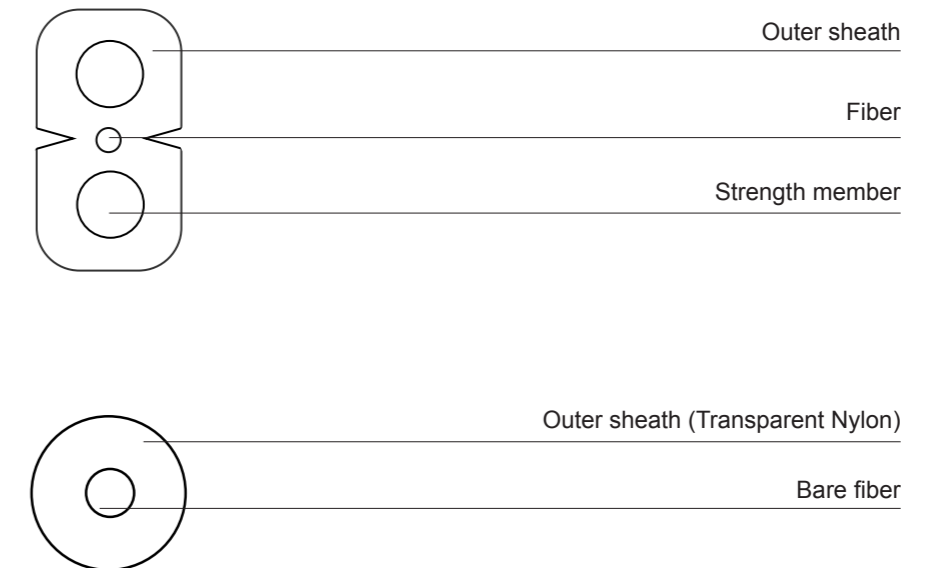 Outer sheath
Fiber
Strength member
Outer sheath (Transparent Nylon)
Bare fiber